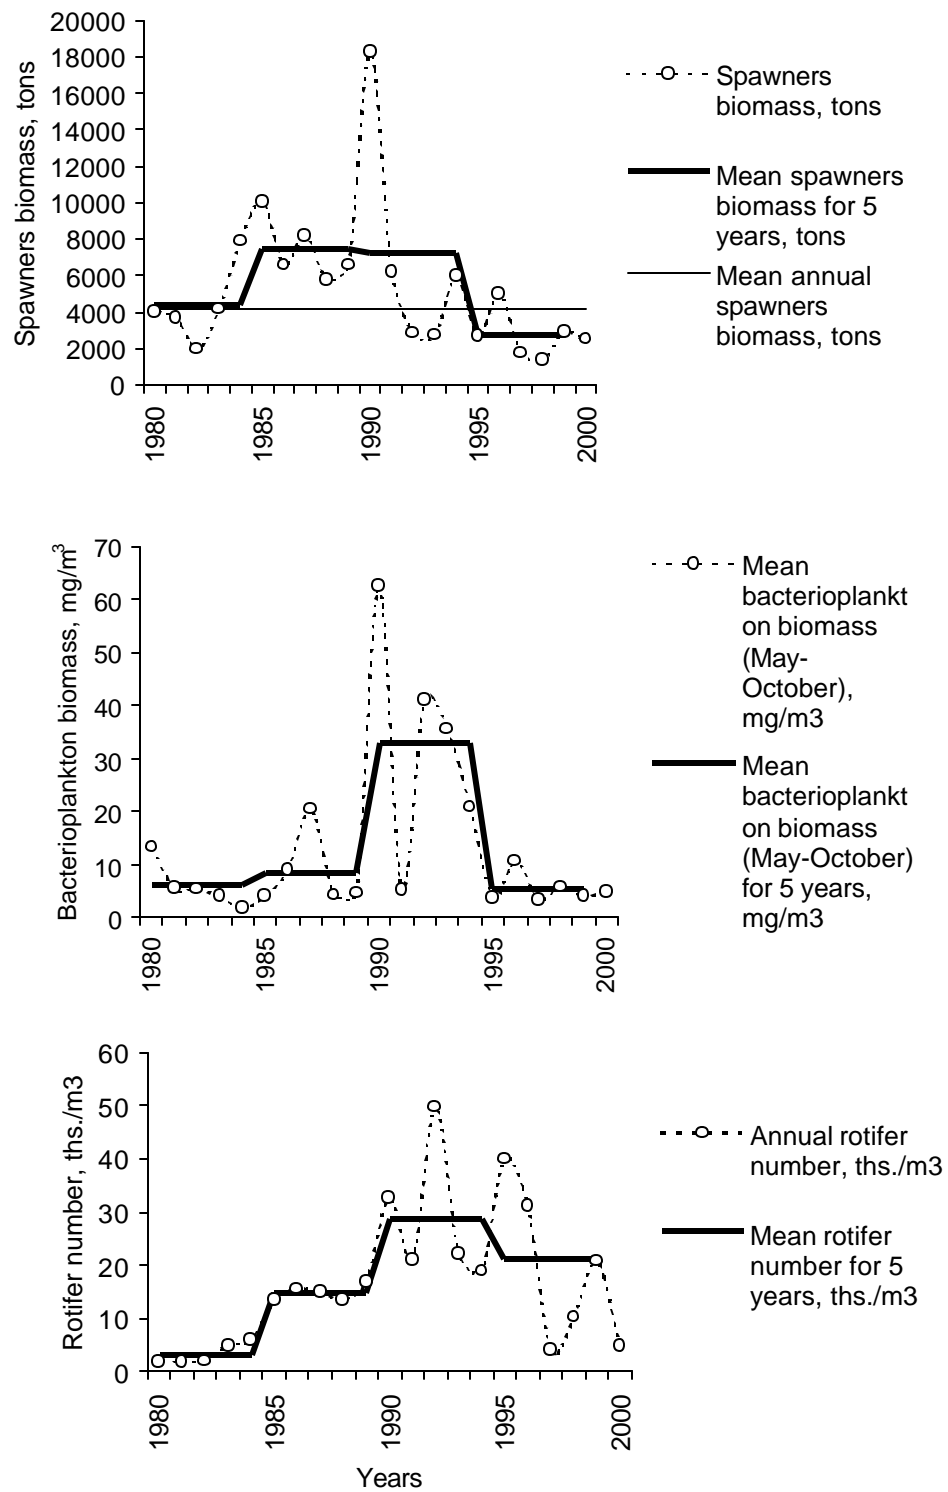 20000
18000
16000
14000
12000
10000
8000
6000
4000
2000
0
Spawners biomass, tons
1980
1985
1990
1995
2000
Spawners
biomass, tons
Mean spawners
biomass for 5
years, tons
Mean annual
spawners
biomass, tons
70
60
50
40
30
20
10
0
Bacterioplankton biomass, mg/m³
1980
1985
1990
1995
2000
Mean
bacterioplankt
on biomass
(May-
October),
mg/m3
Mean
bacterioplankt
on biomass
(May-October)
for 5 years,
mg/m3
60
50
40
30
20
10
0
Rotifer number, ths./m3
1980
1985
1990
1995
2000
Years
Annual rotifer
number, ths./m3
Mean rotifer
number for 5
years, ths./m3